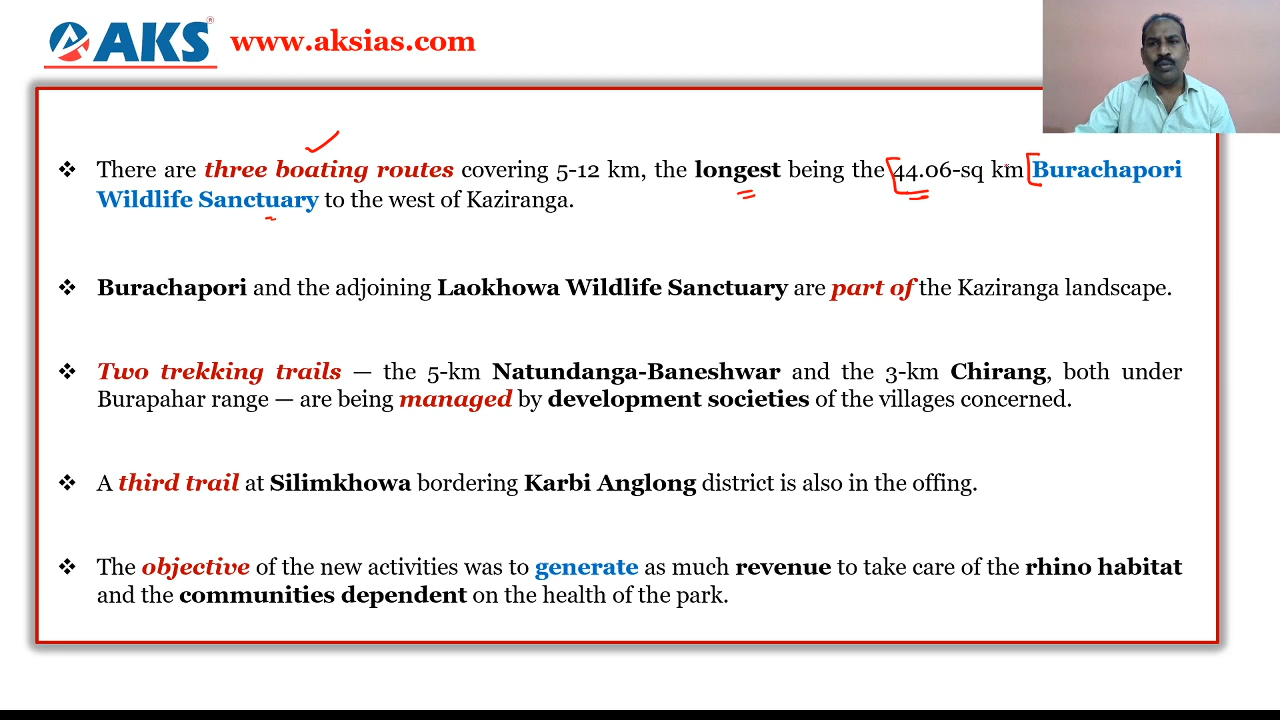 AKS®
www.aksias.com
❖ There are three boating routes covering 5-12 km, the longest being the 44.06-sq km Burachapori
Wildlife Sanctuary to the west of Kaziranga.
❖ Burachapori and the adjoining Laokhowa Wildlife Sanctuary are part of the Kaziranga landscape.
❖ Two trekking trails — the 5-km Natundanga-Baneshwar and the 3-km Chirang, both under
Burapahar range — are being managed by development societies of the villages concerned.
❖ A third trail at Silimkhowa bordering Karbi Anglong district is also in the offing.
❖ The objective of the new activities was to generate as much revenue to take care of the rhino habitat
and the communities dependent on the health of the park.